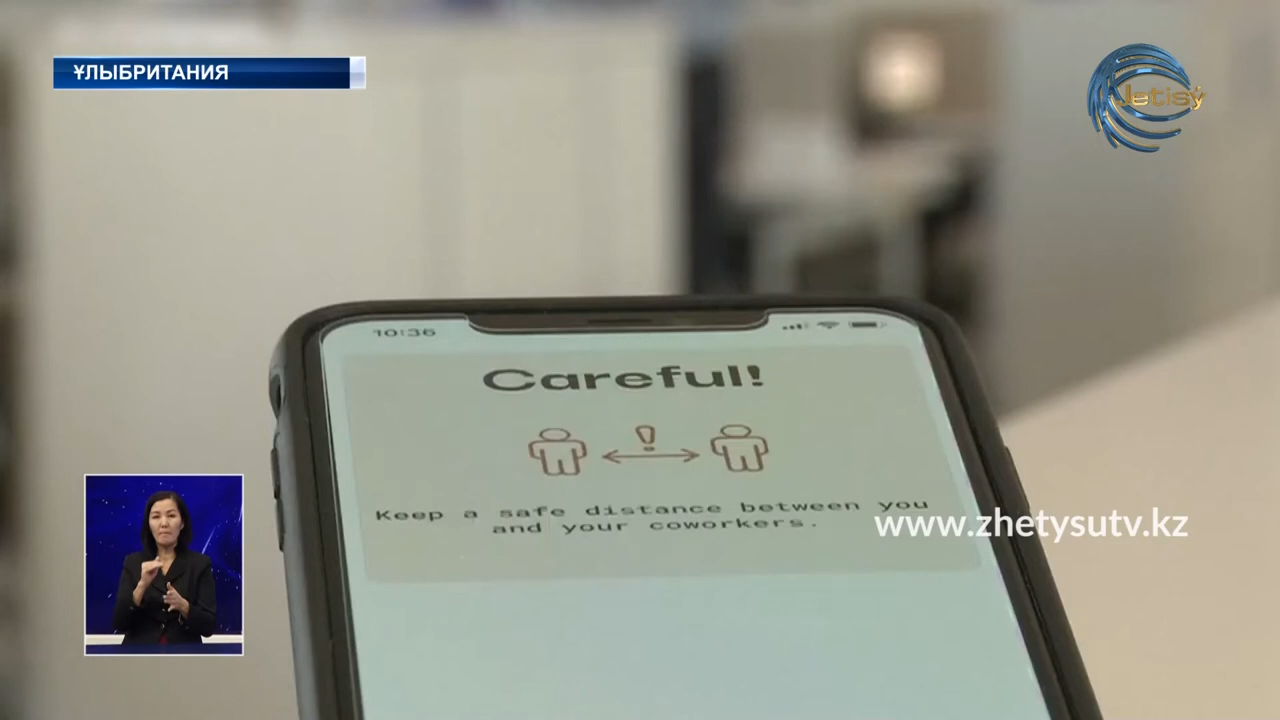 ҰЛЫБРИТАНИЯ
Jetisý
10:36
Careful!
Keep a safe distance between you
and your coworkers.
www.zhetysutv.kz